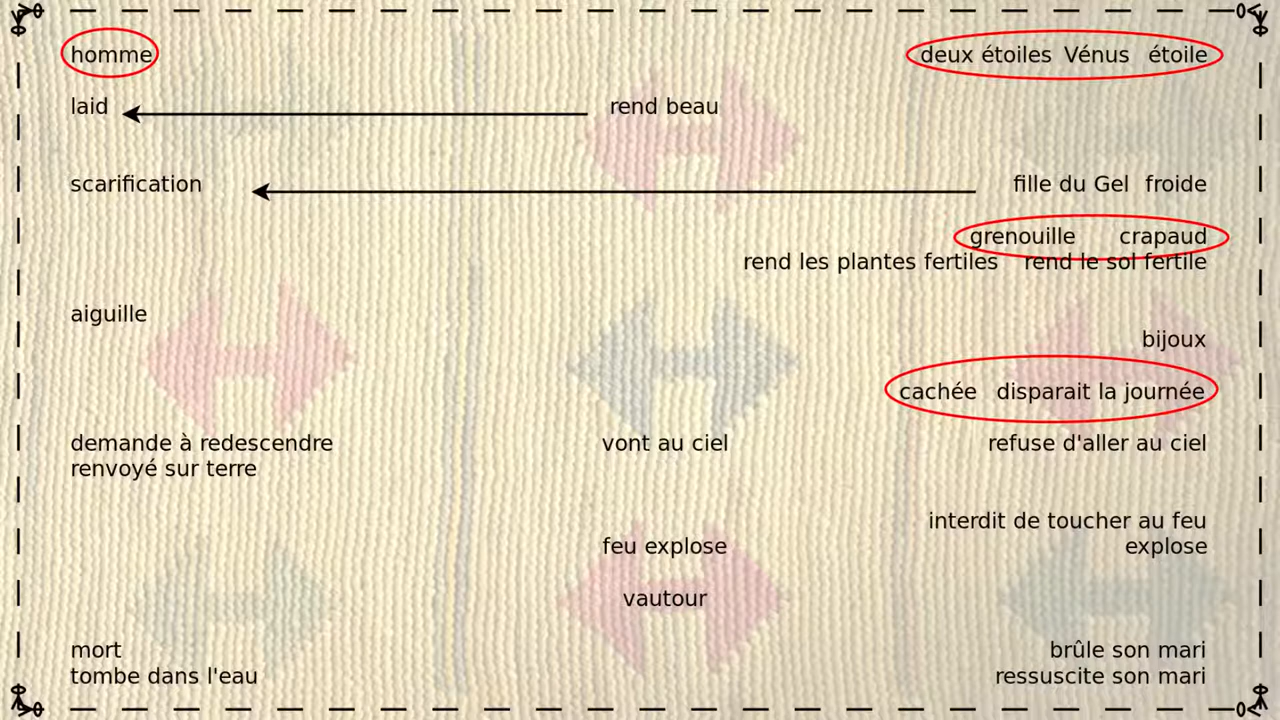 homme deux étoiles Vénus étoile
laid rend beau
scarification fille du Gel froide
grenouille crapaud
rend les plantes fertiles rend le sol fertile
aiguille
bijoux
cachée disparait la journée
demande à redescendre vont au ciel refuse d'aller au ciel
renvoyé sur terre
interdit de toucher au feu
feu explose explose
vautour
mort brûle son mari
tombe dans l'eau ressuscite son mari